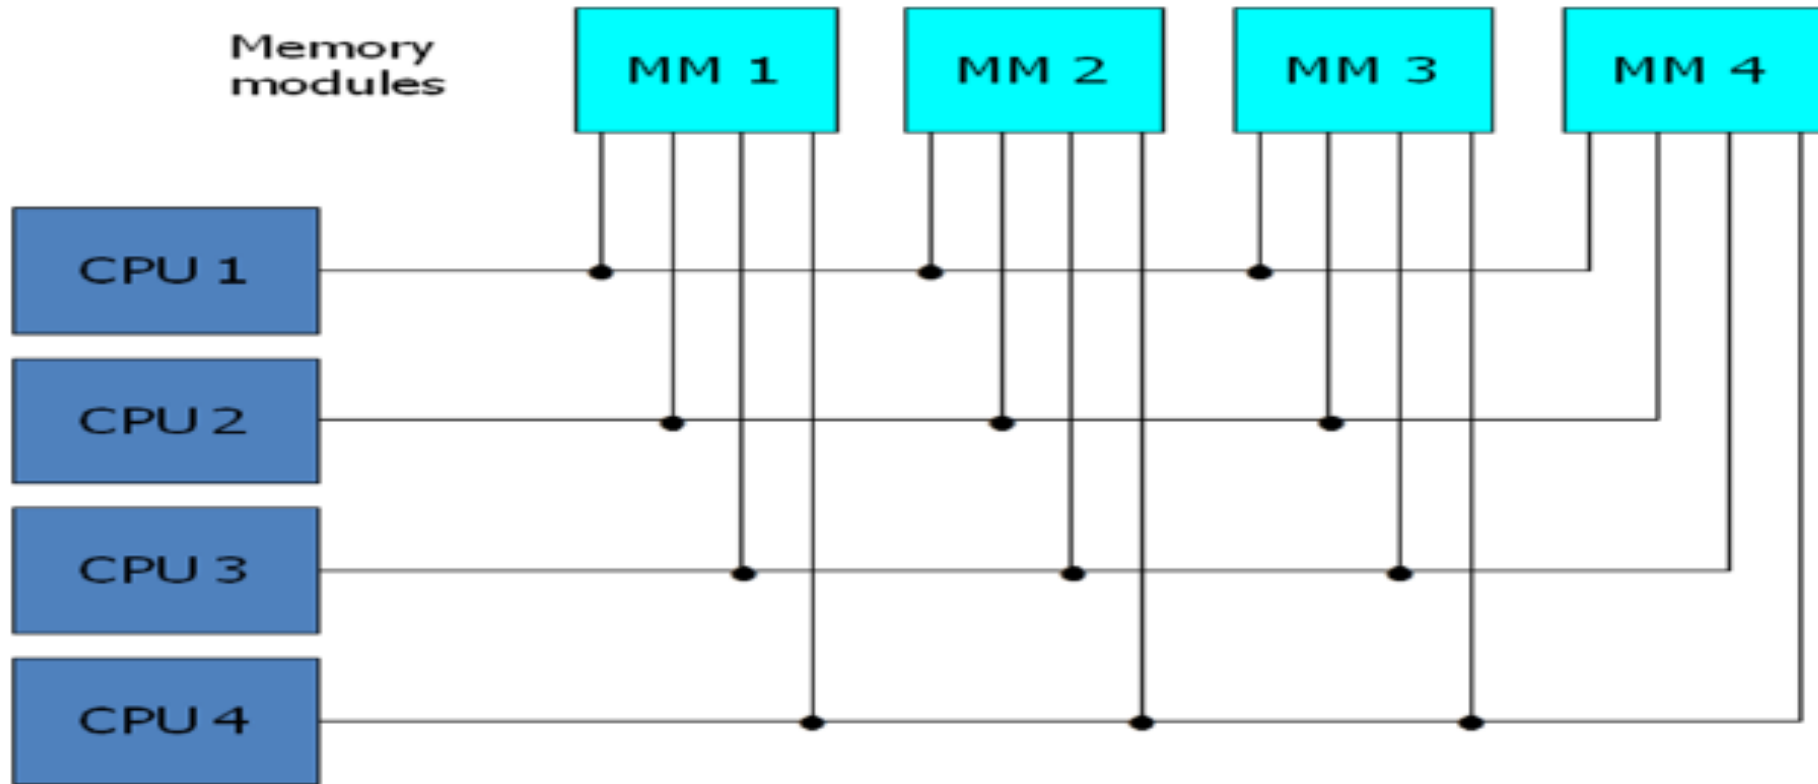 Memory
modules
MM 1
MM 2
MM 3
MM 4
CPU 1
CPU 2
CPU 3
CPU 4